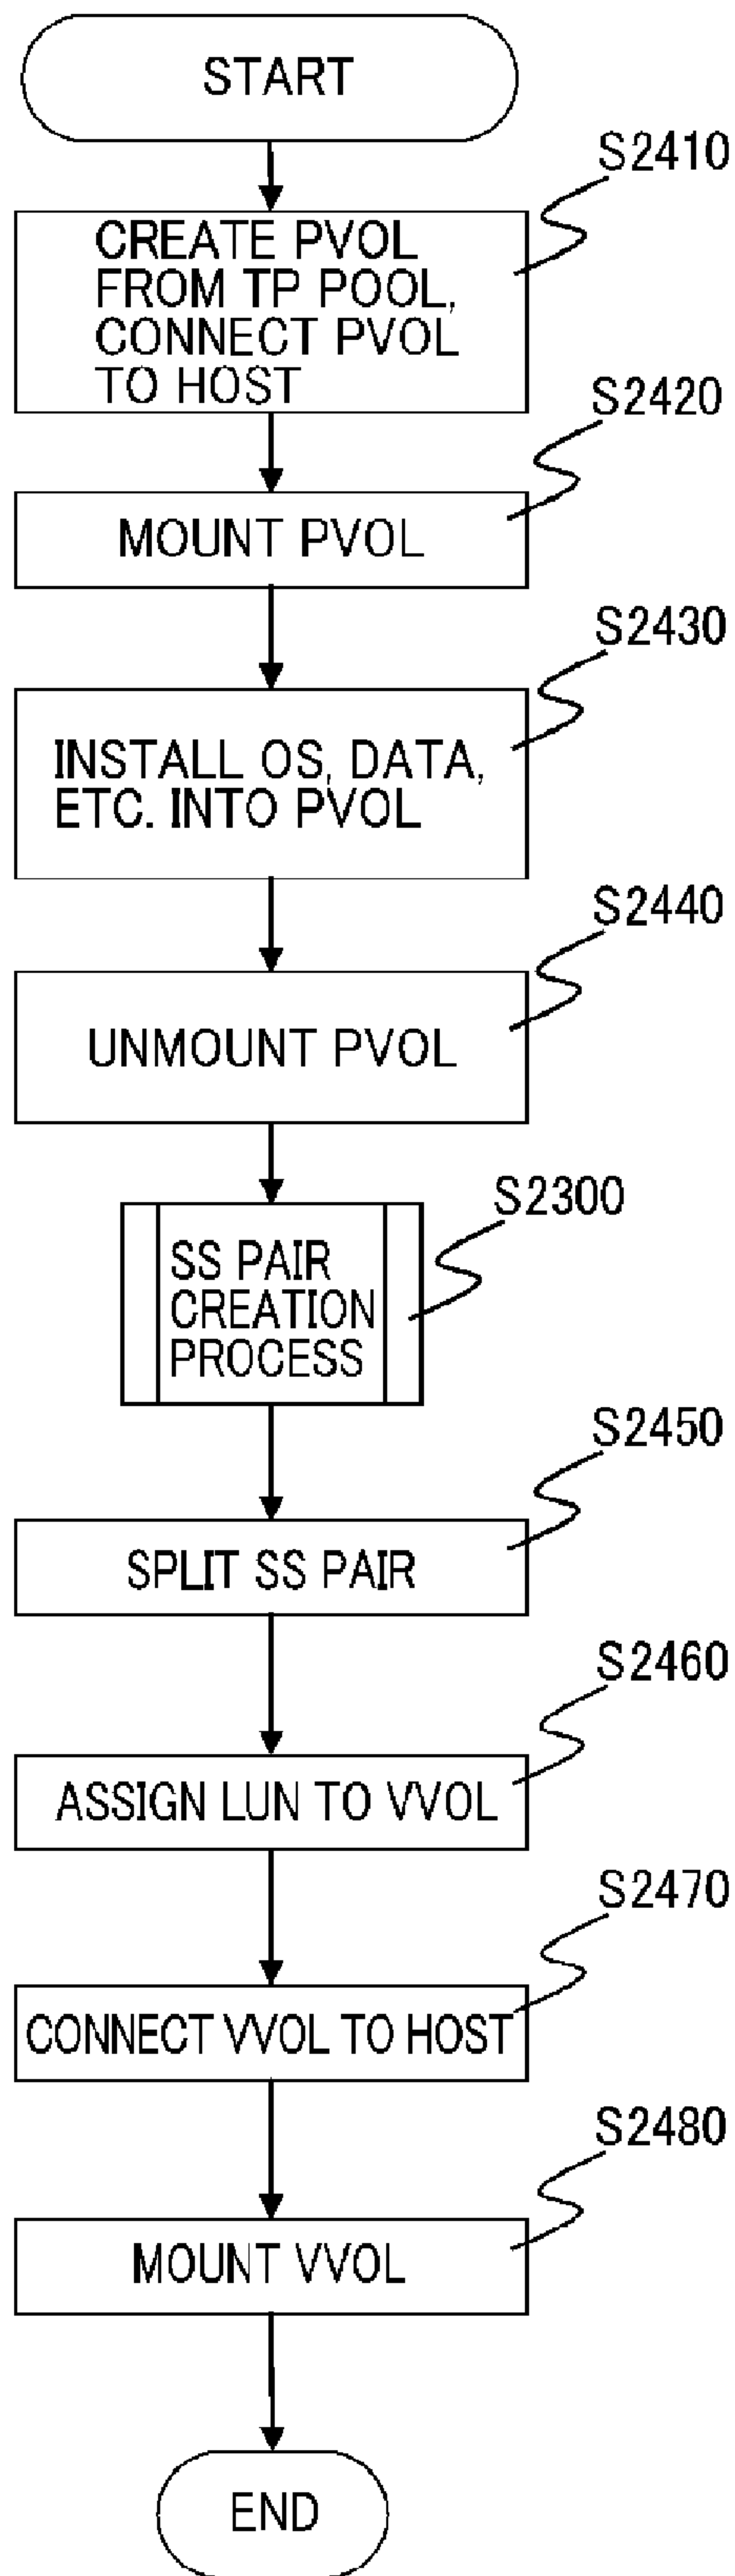 START
S2410
CREATE PVOL
FROM TP POOL,
CONNECT PVOL
TO HOST
S2420
MOUNT PVOL
S2430
INSTALL OS, DATA,
ETC. INTO PVOL
S2440
UNMOUNT PVOL
S2300
SS PAIR
CREATION
PROCESS
S2450
SPLIT SS PAIR
S2460
ASSIGN LUN TO VVOL
S2470
CONNECT VVOL TO HOST
S2480
MOUNT VVOL
END